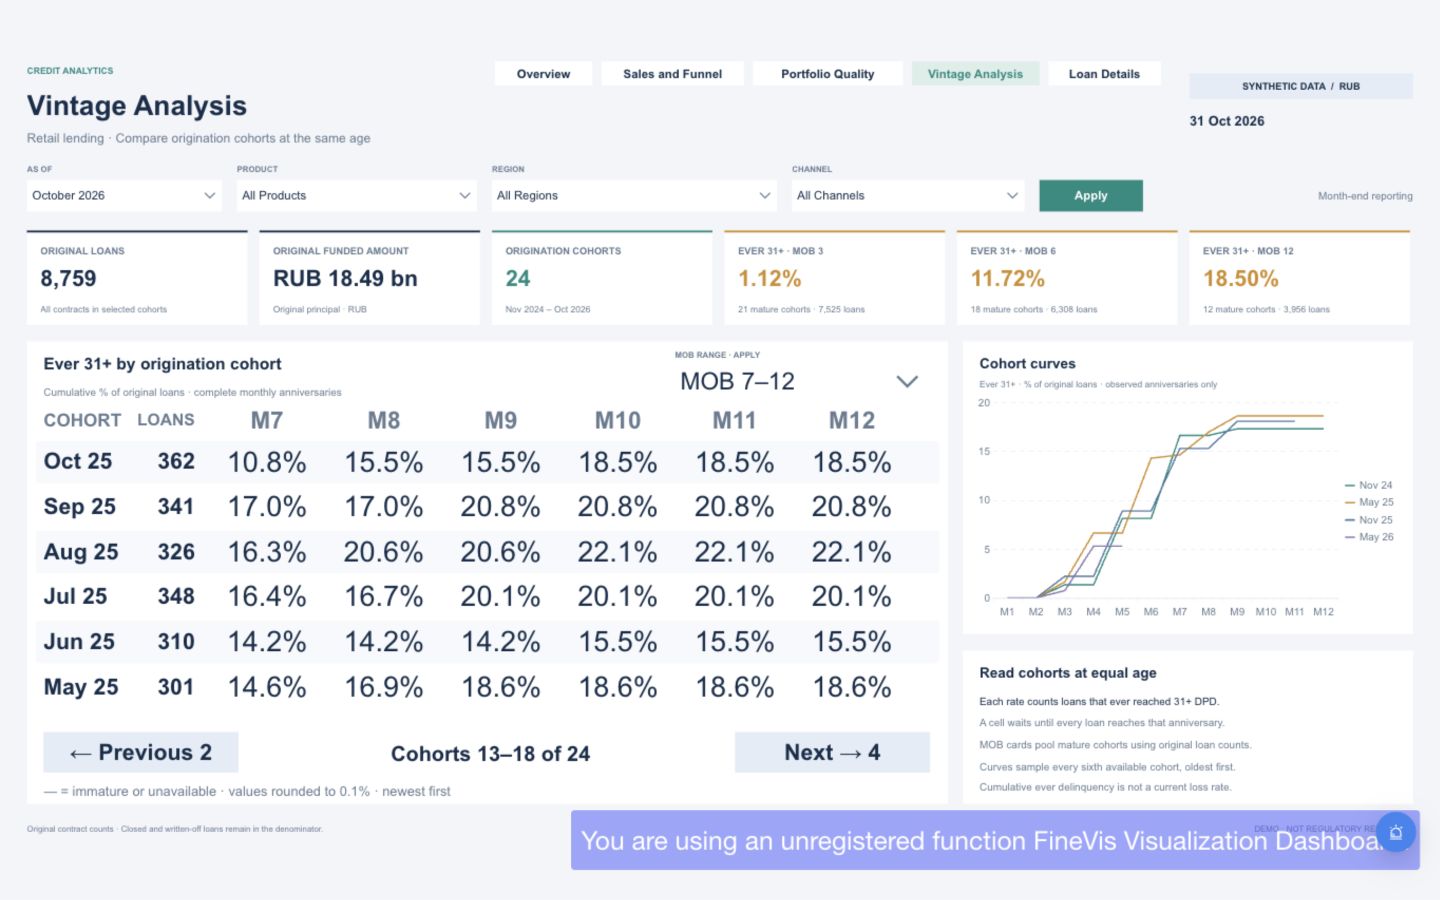 CREDIT ANALYTICS
Vintage Analysis
Retail lending · Compare origination cohorts at the same age
Overview
Sales and Funnel
Portfolio Quality
Vintage Analysis
Loan Details
SYNTHETIC DATA / RUB
31 Oct 2026
AS OF
October 2026
PRODUCT
All Products
REGION
All Regions
CHANNEL
All Channels
Apply
Month-end reporting
ORIGINAL LOANS
8,759
All contracts in selected cohorts
ORIGINAL FUNDED AMOUNT
RUB 18.49 bn
Original principal · RUB
ORIGINATION COHORTS
24
Nov 2024 – Oct 2026
EVER 31+ · MOB 3
1.12%
21 mature cohorts · 7,525 loans
EVER 31+ · MOB 6
11.72%
18 mature cohorts · 6,308 loans
EVER 31+ · MOB 12
18.50%
12 mature cohorts · 3,956 loans
Ever 31+ by origination cohort
Cumulative % of original loans · complete monthly anniversaries
MOB RANGE · APPLY
MOB 7–12
COHORT LOANS M7 M8 M9 M10 M11 M12
Oct 25 362 10.8% 15.5% 15.5% 18.5% 18.5% 18.5%
Sep 25 341 17.0% 17.0% 20.8% 20.8% 20.8% 20.8%
Aug 25 326 16.3% 20.6% 20.6% 22.1% 22.1% 22.1%
Jul 25 348 16.4% 16.7% 20.1% 20.1% 20.1% 20.1%
Jun 25 310 14.2% 14.2% 14.2% 15.5% 15.5% 15.5%
May 25 301 14.6% 16.9% 18.6% 18.6% 18.6% 18.6%
← Previous 2
Cohorts 13–18 of 24
Next → 4
— = immature or unavailable · values rounded to 0.1% · newest first
Cohort curves
Ever 31+ · % of original loans · observed anniversaries only
20
15
10
5
0
M1 M2 M3 M4 M5 M6 M7 M8 M9 M10 M11 M12
Nov 24
May 25
Nov 25
May 26
Read cohorts at equal age
Each rate counts loans that ever reached 31+ DPD.
A cell waits until every loan reaches that anniversary.
MOB cards pool mature cohorts using original loan counts.
Curves sample every sixth available cohort, oldest first.
Cumulative ever delinquency is not a current loss rate.
Original contract counts · Closed and written-off loans remain in the denominator.
DEMO · NOT REGULATORY
You are using an unregistered function FineVis Visualization